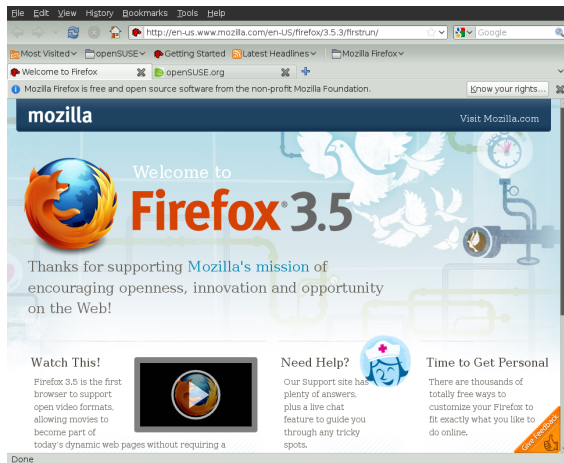 File Edit View History Bookmarks Tools Help
http://en-us.www.mozilla.com/en-US/firefox/3.5.3/firstrun/ Google
Most Visited openSUSE Getting Started Latest Headlines Mozilla Firefox
Welcome to Firefox openSUSE.org
Mozilla Firefox is free and open source software from the non-profit Mozilla Foundation. Know your rights...
mozilla Visit Mozilla.com
Welcome to
Firefox® 3.5
Thanks for supporting Mozilla's mission of
encouraging openness, innovation and opportunity
on the Web!
Watch This!
Firefox 3.5 is the first
browser to support
open video formats,
allowing movies to
become part of
today's dynamic web pages without requiring a
Need Help?
Our Support site has
plenty of answers,
plus a live chat
feature to guide you
through any tricky
spots.
Time to Get Personal
There are thousands of
totally free ways to
customize your Firefox to
fit exactly what you like to
do online.
Give Feedback
Done